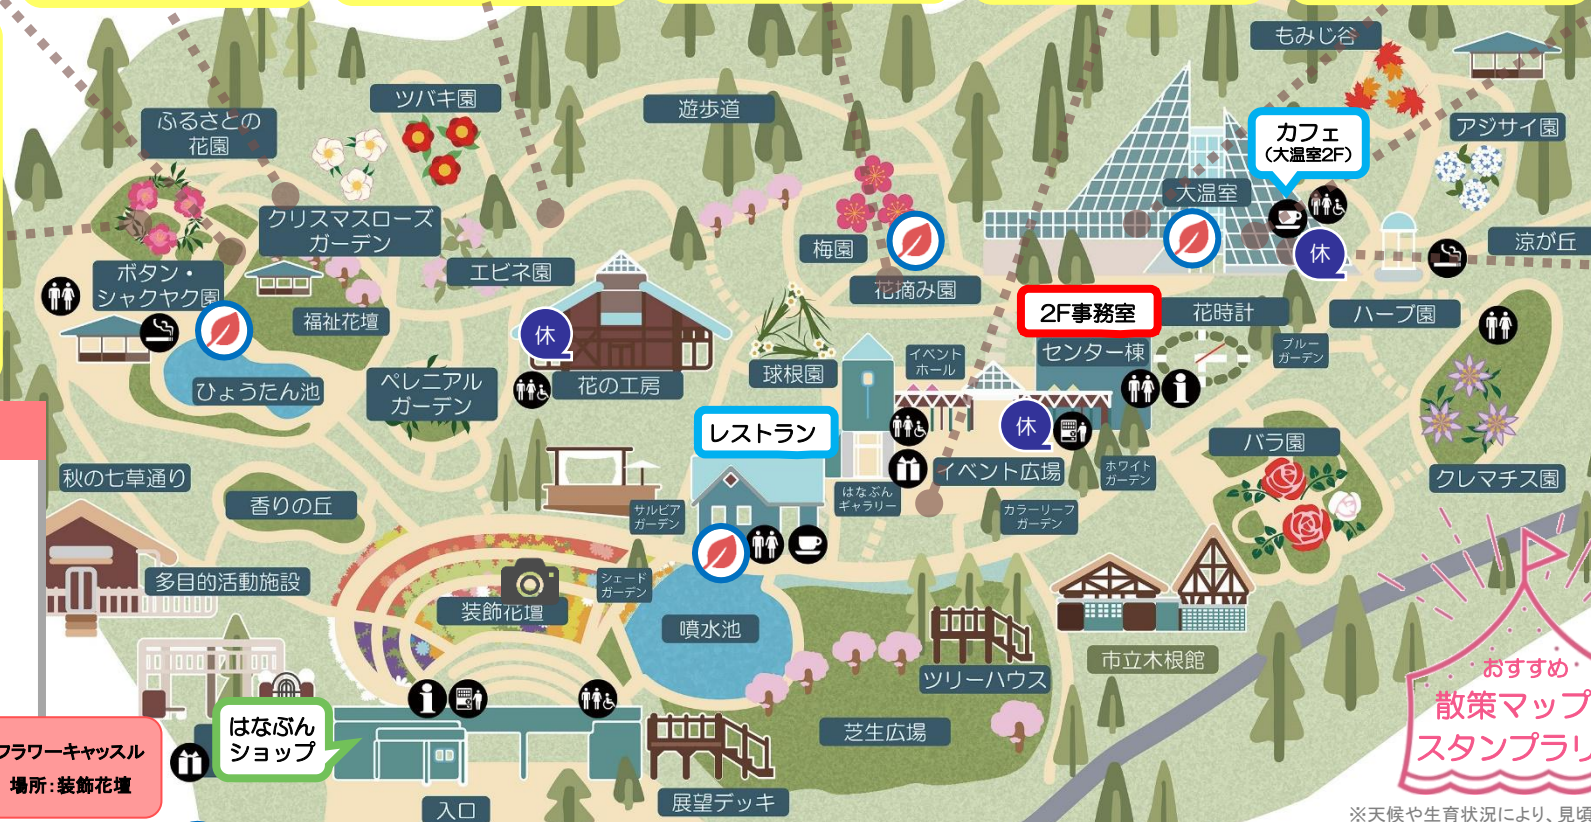 もみじ谷
ツバキ園
遊歩道
ふるさとの
花園
カフェ
（大温室2F）
アジサイ園
大温室
クリスマスローズ
ガーデン
梅園
涼が丘
ボタン・
シャクヤク園
エビネ園
花摘み園
休
福祉花壇
2F事務室
花時計
ハーブ園
休
センター棟
ブルー
ガーデン
イベント
ホール
球根園
花の工房
ペレニアル
ガーデン
ひょうたん池
レストラン
休
バラ園
イベント広場
ホワイト
ガーデン
クレマチス園
秋の七草通り
香りの丘
サルビア
ガーデン
はなぶん
ギャラリー
カラーリーフ
ガーデン
多目的活動施設
シェード
ガーデン
装飾花壇
噴水池
市立木根館
ツリーハウス
おすすめ
散策マップ
スタンプラリ
はなぶん
ショップ
芝生広場
フラワーキャッスル
場所:装飾花壇
入口
展望デッキ
※天候や生育状況により、見頃